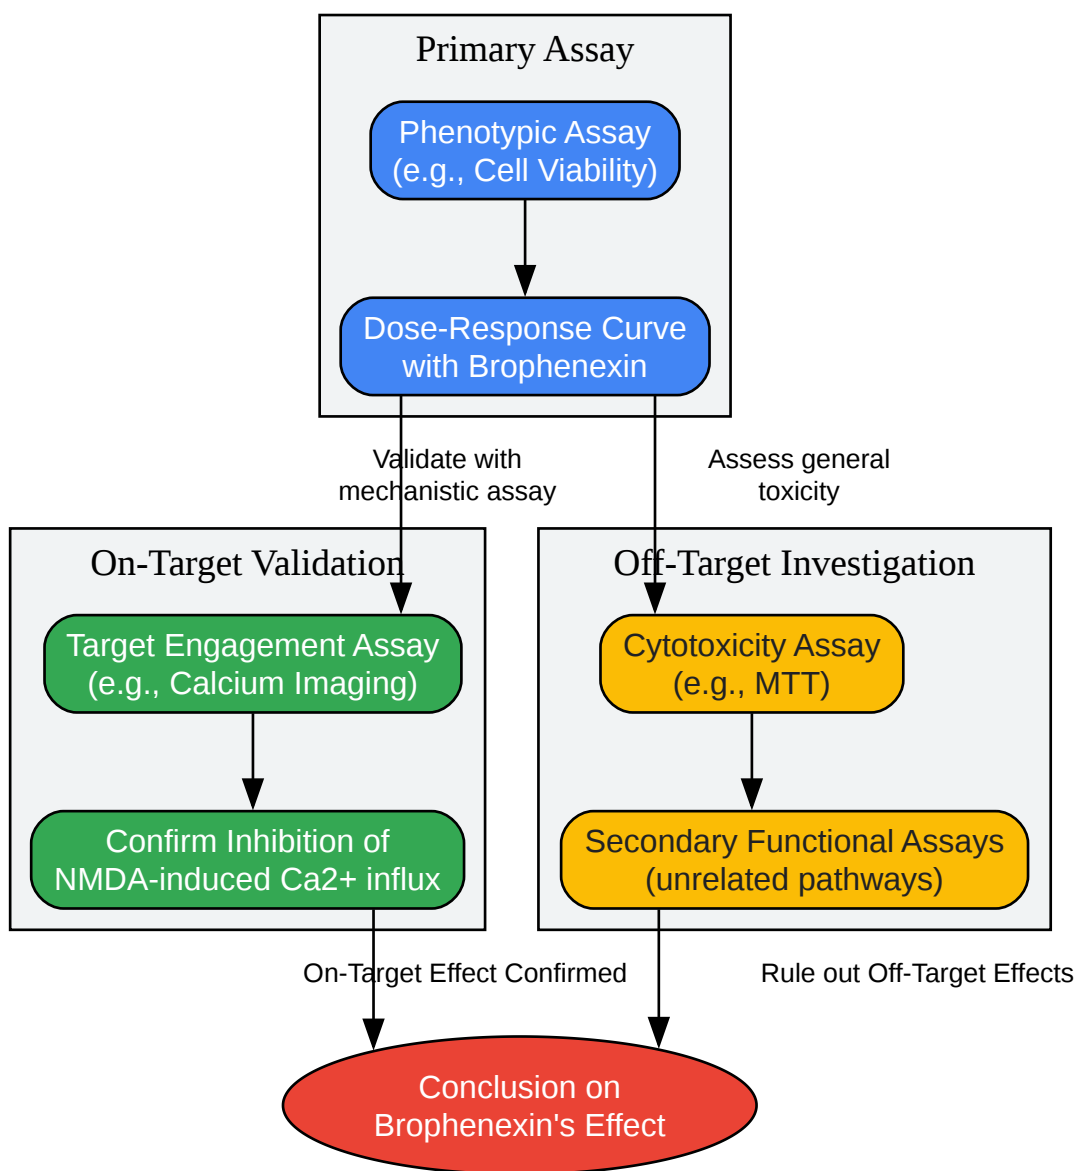 Primary Assay
Phenotypic Assay
(e.g., Cell Viability)
Dose-Response Curve
with Brophenexin
Validate with
mechanistic assay
Assess general
toxicity
On-Target Validation
Target Engagement Assay
(e.g., Calcium Imaging)
Confirm Inhibition of
NMDA-induced Ca2+ influx
Off-Target Investigation
Cytotoxicity Assay
(e.g., MTT)
Secondary Functional Assays
(unrelated pathways)
On-Target Effect Confirmed
Rule out Off-Target Effects
Conclusion on
Brophenexin's Effect